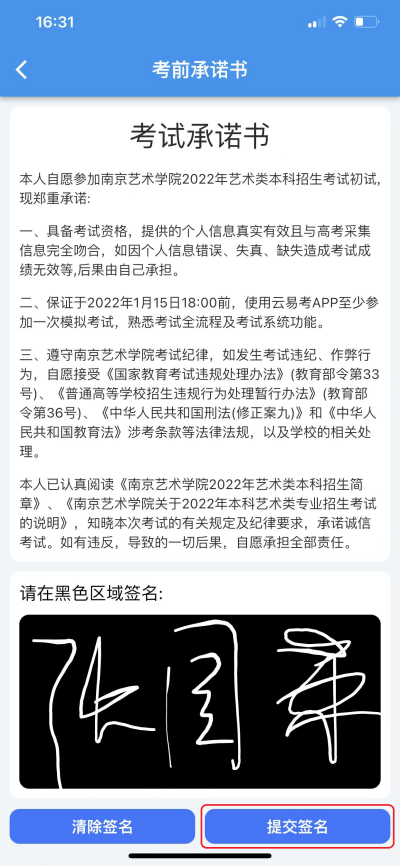 16:31
考前承诺书
考试承诺书
本人自愿参加南京艺术学院2022年艺术类本科招生考试初试,
现郑重承诺:
一、具备考试资格，提供的个人信息真实有效且与高考采集
信息完全吻合，如因个人信息错误、失真、缺失造成考试成
绩无效等,后果由自己承担。
二、保证于2022年1月15日18:00前，使用云易考APP至少参
加一次模拟考试，熟悉考试全流程及考试系统功能。
三、遵守南京艺术学院考试纪律，如发生考试违纪、作弊行
为，自愿接受《国家教育考试违规处理办法》(教育部令第33
号)、《普通高等学校招生违规行为处理暂行办法》(教育部
令第36号)、《中华人民共和国刑法(修正案九)》和《中华人
民共和国教育法》涉考条款等法律法规，以及学校的相关处
理。
本人已认真阅读《南京艺术学院2022年艺术类本科招生简
章》、《南京艺术学院关于2022年本科艺术类专业招生考试
的说明》，知晓本次考试的有关规定及纪律要求，承诺诚信
考试。如有违反，导致的一切后果，自愿承担全部责任。
请在黑色区域签名:
张国荣
清除签名
提交签名